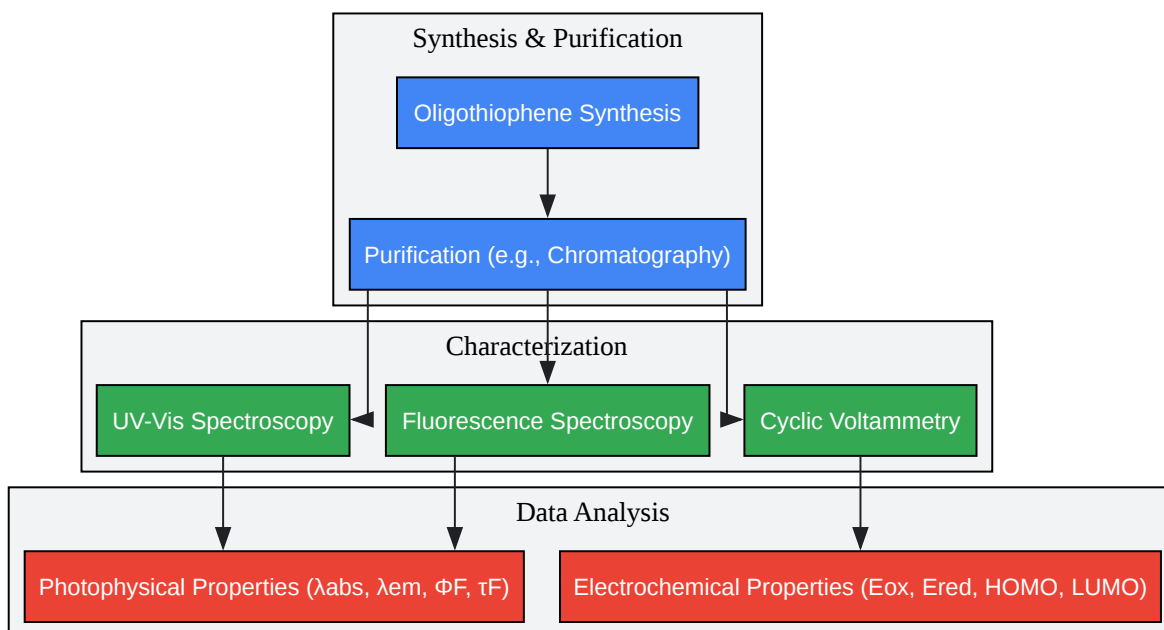 Synthesis & Purification
Oligothiophene Synthesis
Purification (e.g., Chromatography)
Characterization
UV-Vis Spectroscopy
Fluorescence Spectroscopy
Cyclic Voltammetry
Data Analysis
Photophysical Properties (λabs, λem, ΦF, τF)
Electrochemical Properties (Eox, Ered, HOMO, LUMO)